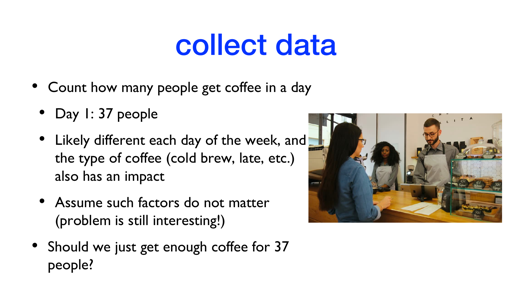 collect data
• Count how many people get coffee in a day
• Day 1: 37 people
• Likely different each day of the week, and
the type of coffee (cold brew, late, etc.)
also has an impact
• Assume such factors do not matter
(problem is still interesting!)
• Should we just get enough coffee for 37
people?